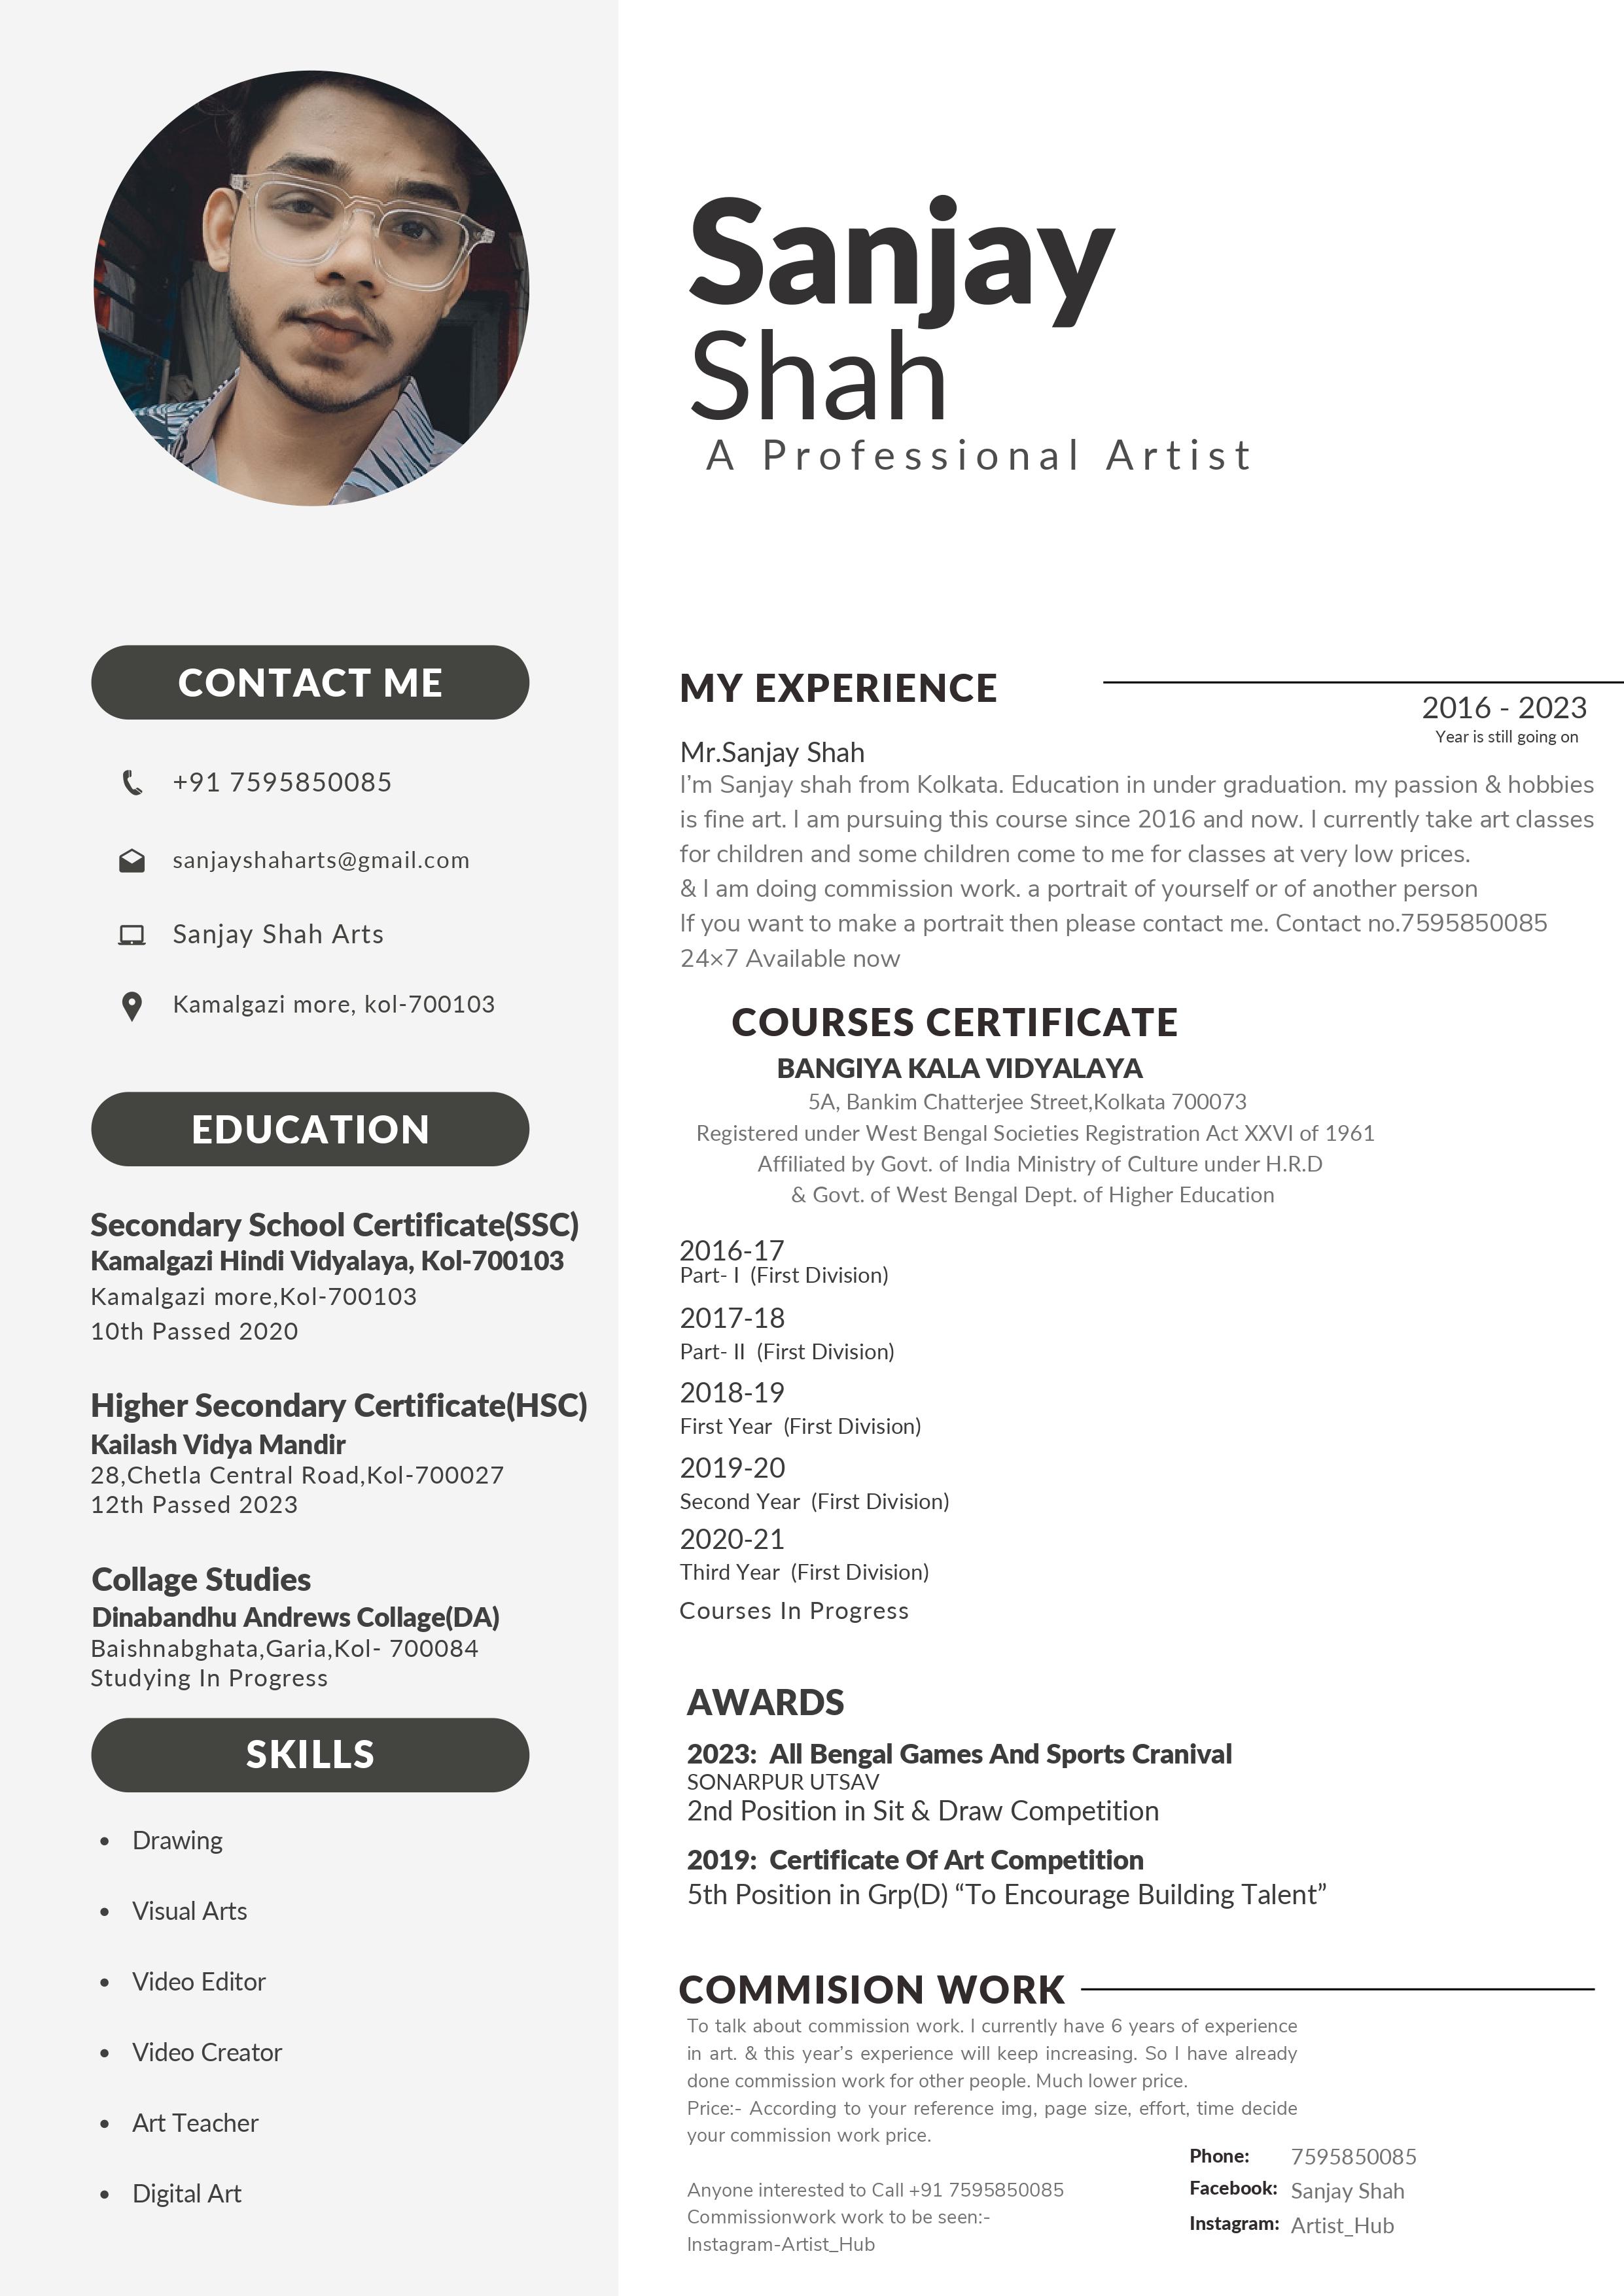 Sanjay
Shah
A Professional Artist
CONTACT ME
+91 7595850085
sanjayshaharts@gmail.com
Sanjay Shah Arts
Kamalgazi more, kol-700103
EDUCATION
Secondary School Certificate(SSC)
Kamalgazi Hindi Vidyalaya, Kol-700103
Kamalgazi more,Kol-700103
10th Passed 2020
Higher Secondary Certificate(HSC)
Kailash Vidya Mandir
28,Chetla Central Road,Kol-700027
12th Passed 2023
Collage Studies
Dinabandhu Andrews Collage(DA)
Baishnabghata,Garia,Kol- 700084
Studying In Progress
SKILLS
• Drawing
• Visual Arts
• Video Editor
• Video Creator
• Art Teacher
• Digital Art
MY EXPERIENCE
2016 - 2023
Year is still going on
Mr.Sanjay Shah
I’m Sanjay shah from Kolkata. Education in under graduation. my passion & hobbies
is fine art. I am pursuing this course since 2016 and now. I currently take art classes
for children and some children come to me for classes at very low prices.
& I am doing commission work. a portrait of yourself or of another person
If you want to make a portrait then please contact me. Contact no.7595850085
24×7 Available now
COURSES CERTIFICATE
BANGIYA KALA VIDYALAYA
5A, Bankim Chatterjee Street,Kolkata 700073
Registered under West Bengal Societies Registration Act XXVI of 1961
Affiliated by Govt. of India Ministry of Culture under H.R.D
& Govt. of West Bengal Dept. of Higher Education
2016-17
Part- I (First Division)
2017-18
Part- II (First Division)
2018-19
First Year (First Division)
2019-20
Second Year (First Division)
2020-21
Third Year (First Division)
Courses In Progress
AWARDS
2023: All Bengal Games And Sports Cranival
SONARPUR UTSAV
2nd Position in Sit & Draw Competition
2019: Certificate Of Art Competition
5th Position in Grp(D) “To Encourage Building Talent”
COMMISION WORK
To talk about commission work. I currently have 6 years of experience
in art. & this year’s experience will keep increasing. So I have already
done commission work for other people. Much lower price.
Price:- According to your reference img, page size, effort, time decide
your commission work price.
Anyone interested to Call +91 7595850085
Commissionwork work to be seen:-
Instagram-Artist_Hub
Phone: 7595850085
Facebook: Sanjay Shah
Instagram: Artist_Hub